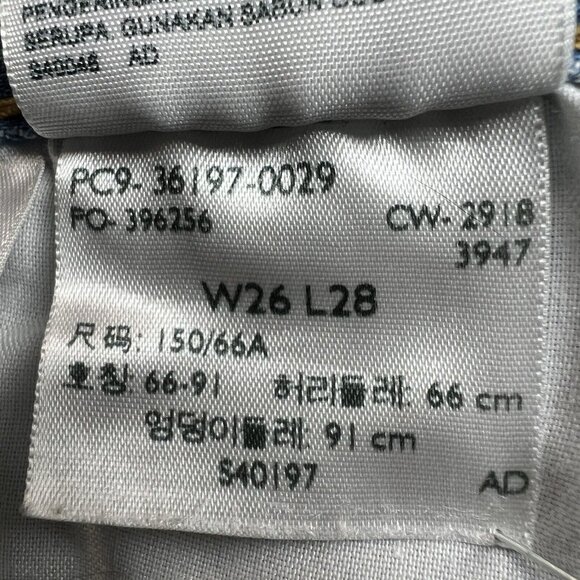 SERUPA. GUNAKAN SABUN
S40046 AD
PC9- 36197-0029
PO- 396256 CW- 2918
3947
W26 L28
尺码: 150/66A
호칭: 66-91 허리둘레: 66 cm
엉덩이둘레: 91 cm
S40197 AD